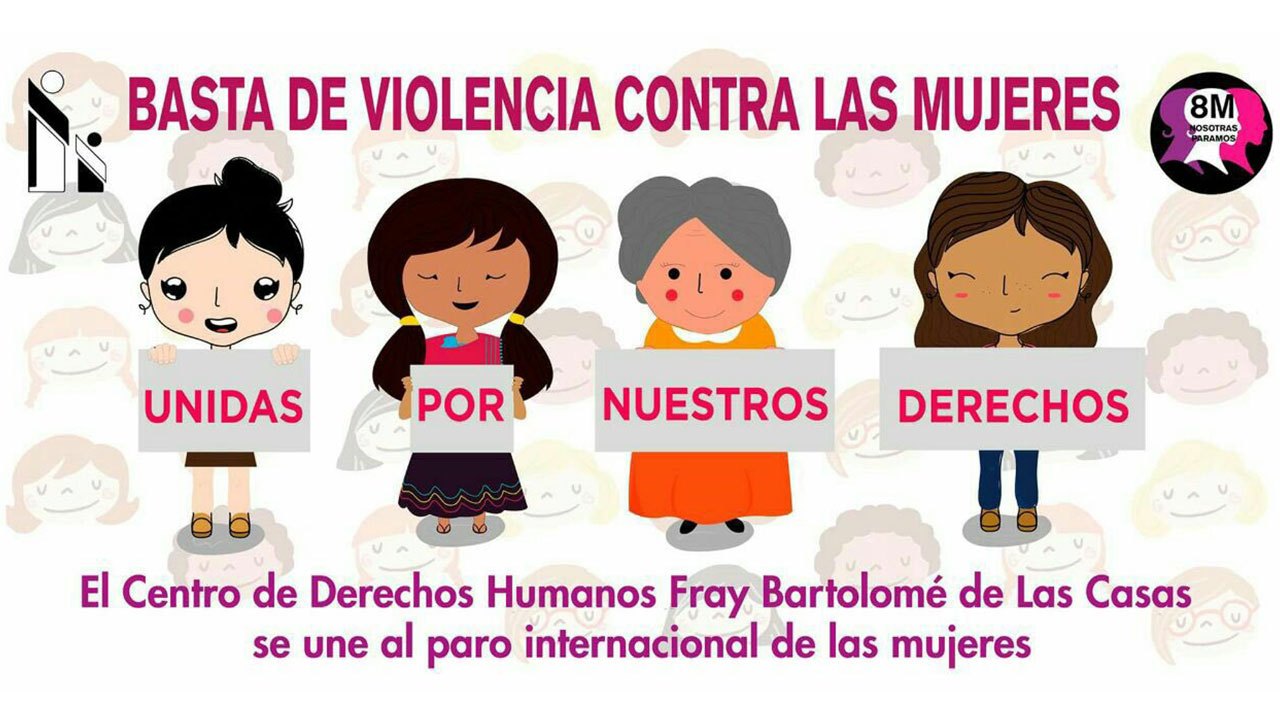 BASTA DE VIOLENCIA CONTRA LAS MUJERES
8M
NOSOTRAS
PARAMOS
UNIDAS
POR
NUESTROS
DERECHOS
El Centro de Derechos Humanos Fray Bartolomé de Las Casas
se une al paro internacional de las mujeres